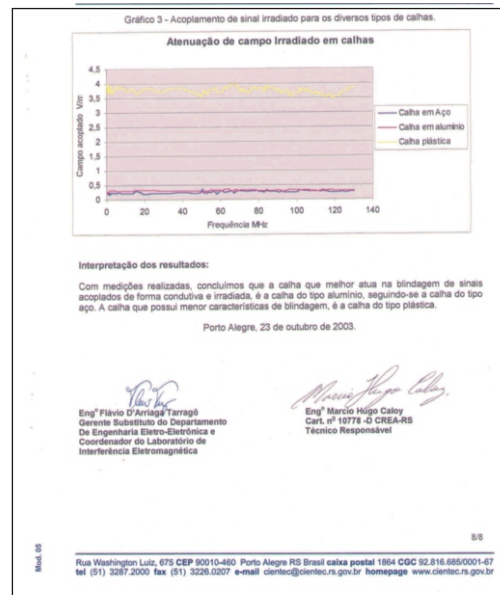 Gráfico 3 - Acoplamento de sinal irradiado para os diversos tipos de calhas.
Atenuação de campo Irradiado em calhas
Campo acoplado V/m
4,5
4
3,5
3
2,5
2
1,5
1
0,5
0
0 20 40 60 80 100 120 140
Frequência MHz
Calha em Aço
Calha em alumínio
Calha plástica
Interpretação dos resultados:
Com medições realizadas, concluímos que a calha que melhor atua na blindagem de sinais
acoplados de forma condutiva e irradiada, é a calha do tipo alumínio, seguindo-se a calha do tipo
aço. A calha que possui menor características de blindagem, é a calha do tipo plástica.
Porto Alegre, 23 de outubro de 2003.
Marcio Hugo Caloy
Engº Flávio D'Arriaga Tarragô
Gerente Substituto do Departamento
De Engenharia Eletro-Eletrônica e
Coordenador do Laboratório de
Interferência Eletromagnética
Engº Marcio Hugo Caloy
Cart. nº 10778 -D CREA-RS
Técnico Responsável
8/8
Mod. 05
Rua Washington Luiz, 675 CEP 90010-460 Porto Alegre RS Brasil caixa postal 1864 CGC 92.816.685/0001-67
tel (51) 3287.2000 fax (51) 3226.0207 e-mail cientec@cientec.rs.gov.br homepage www.cientec.rs.gov.br